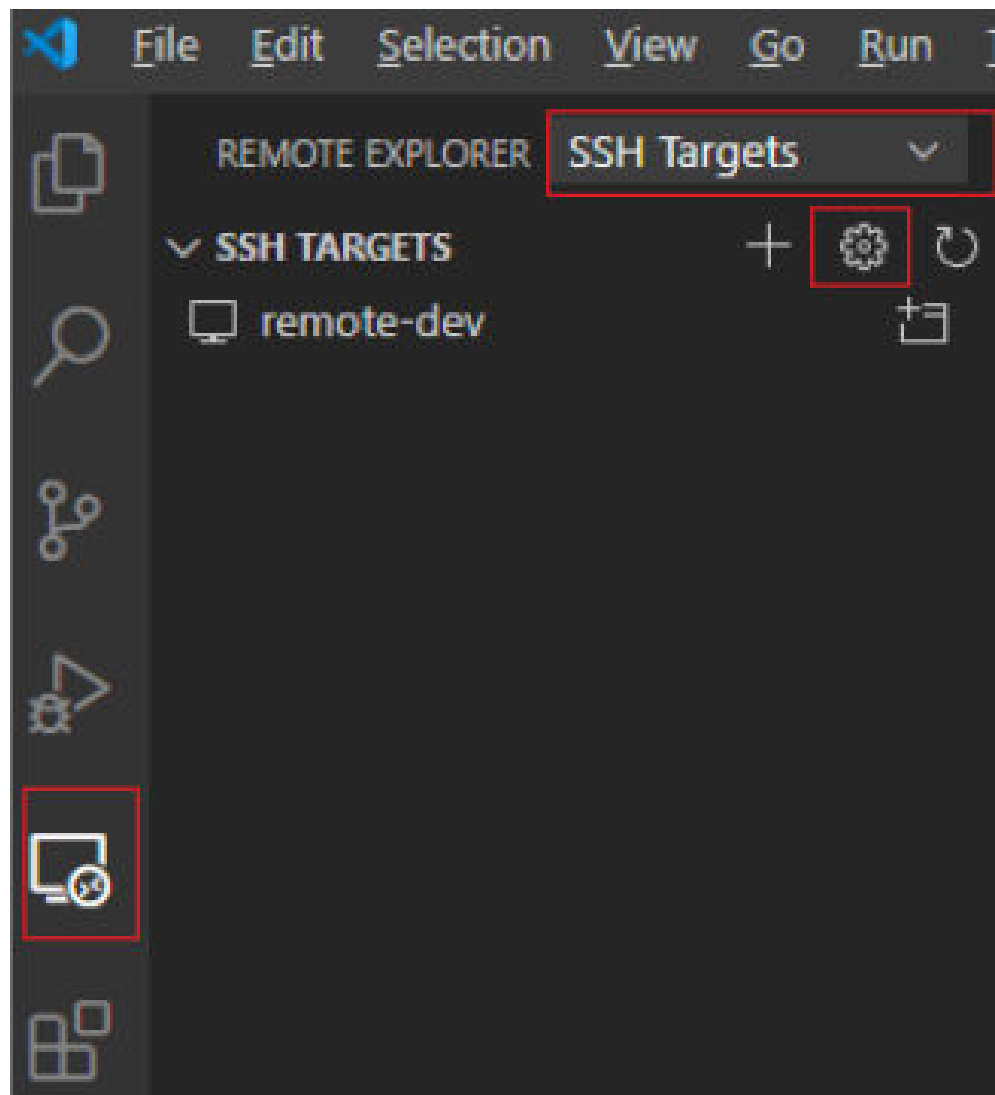 File Edit Selection View Go Run
REMOTE EXPLORER SSH Targets
SSH TARGETS
remote-dev